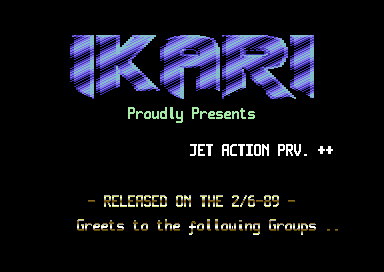 IKARI
Proudly Presents
JET ACTION PRV. ++
- RELEASED ON THE 2/6-89 -
Greets to the following Groups ..